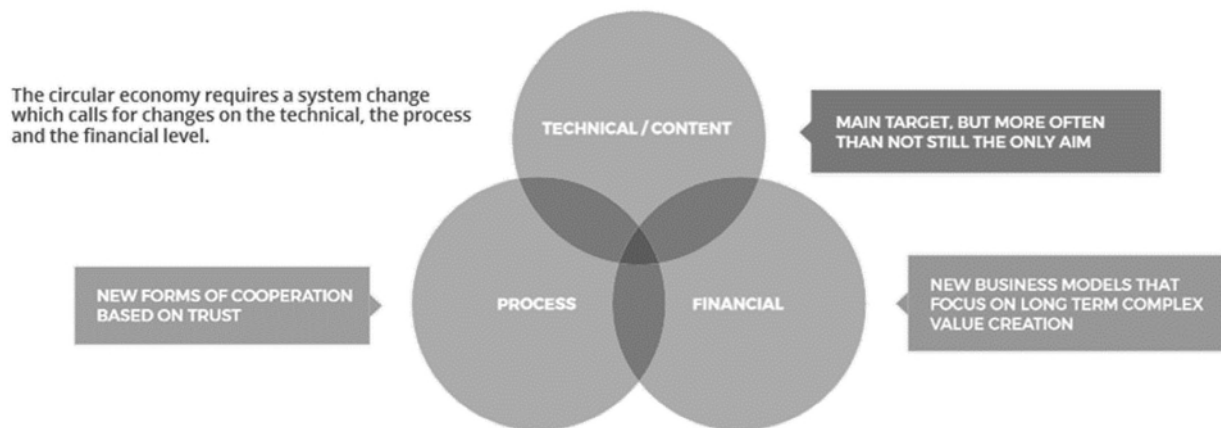 The circular economy requires a system change
which calls for changes on the technical, the process
and the financial level.
TECHNICAL / CONTENT
MAIN TARGET, BUT MORE OFTEN
THAN NOT STILL THE ONLY AIM
NEW FORMS OF COOPERATION
BASED ON TRUST
PROCESS
FINANCIAL
NEW BUSINESS MODELS THAT
FOCUS ON LONG TERM COMPLEX
VALUE CREATION